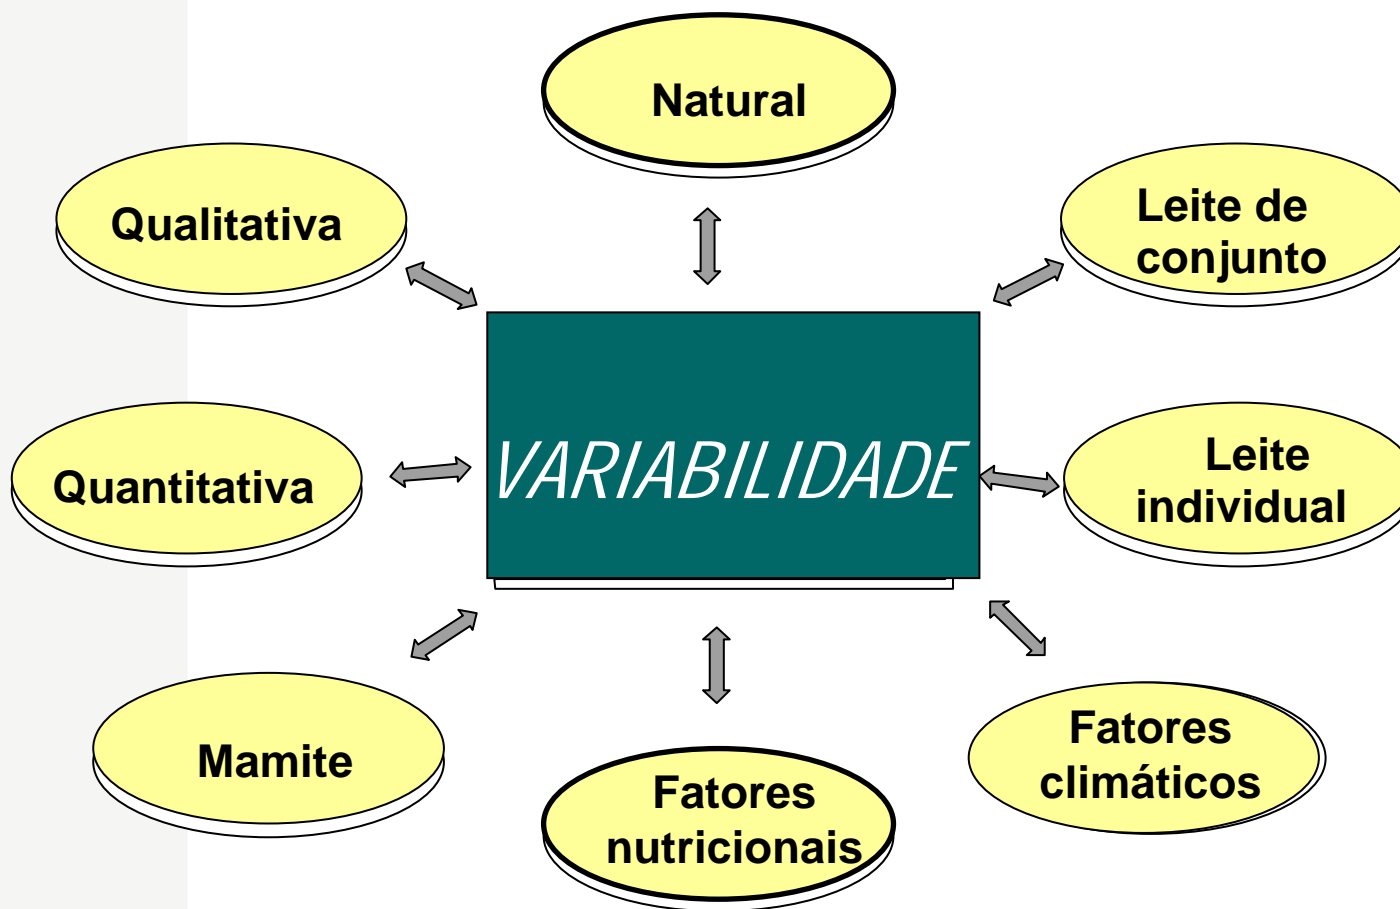 Natural
Qualitativa
Leite de
conjunto
Quantitativa
VARIABILIDADE
Leite
individual
Mamite
Fatores
nutricionais
Fatores
climáticos